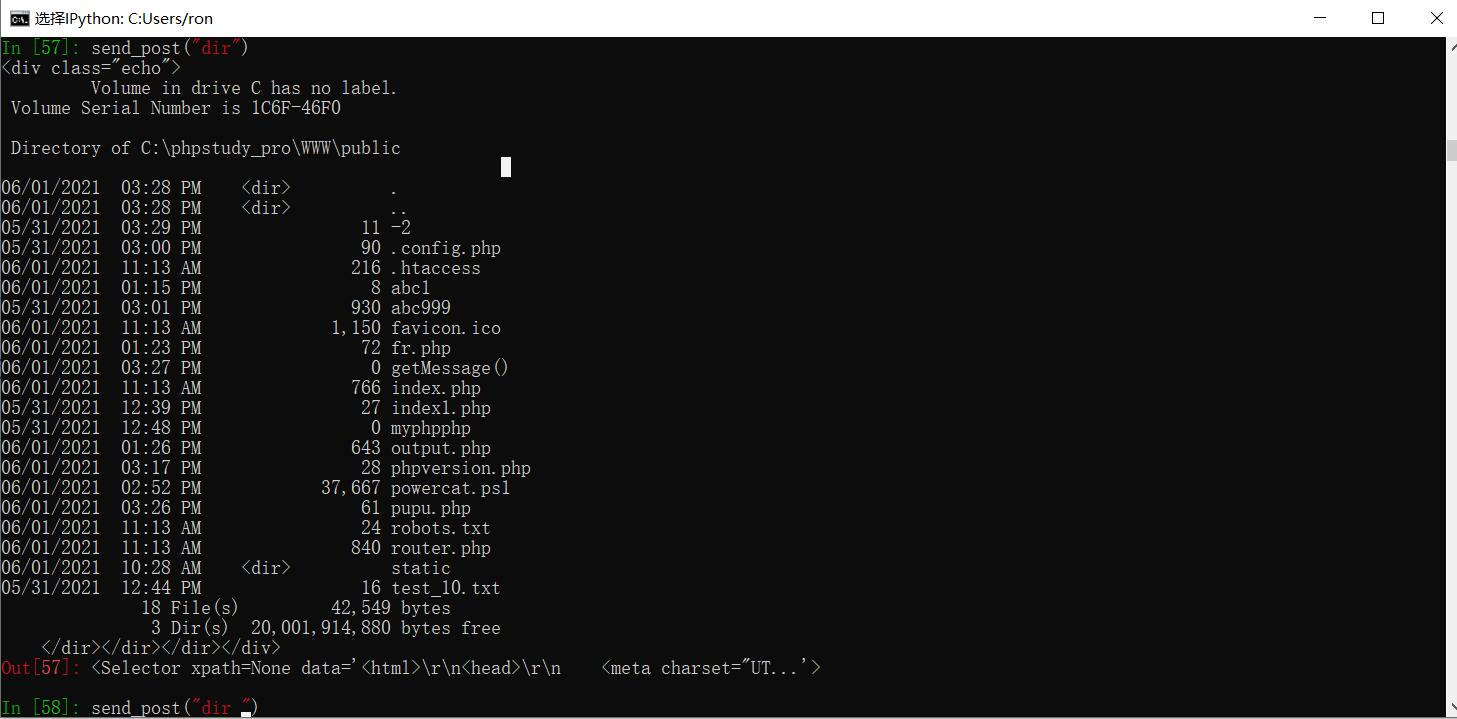 选择IPython: C:Users/ron
In [57]: send_post("dir")
<div class="echo">
         Volume in drive C has no label.
 Volume Serial Number is 1C6F-46F0
 Directory of C:\phpstudy_pro\WWW\public
06/01/2021  03:28 PM    <dir>          .
06/01/2021  03:28 PM    <dir>          ..
05/31/2021  03:29 PM                11 -2
05/31/2021  03:00 PM                90 .config.php
06/01/2021  11:13 AM               216 .htaccess
06/01/2021  01:15 PM                 8 abc1
05/31/2021  03:01 PM               930 abc999
06/01/2021  11:13 AM             1,150 favicon.ico
06/01/2021  01:23 PM                72 fr.php
06/01/2021  03:27 PM                 0 getMessage()
06/01/2021  11:13 AM               766 index.php
05/31/2021  12:39 PM                27 index1.php
05/31/2021  12:48 PM                 0 myphpphp
06/01/2021  01:26 PM               643 output.php
06/01/2021  03:17 PM                28 phpversion.php
06/01/2021  02:52 PM            37,667 powercat.ps1
06/01/2021  03:26 PM                61 pupu.php
06/01/2021  11:13 AM                24 robots.txt
06/01/2021  11:13 AM               840 router.php
06/01/2021  10:28 AM    <dir>          static
05/31/2021  12:44 PM                16 test_10.txt
              18 File(s)         42,549 bytes
               3 Dir(s)  20,001,914,880 bytes free
    </dir></dir></dir></div>
Out[57]: <Selector xpath=None data='<html>\r\n<head>\r\n    <meta charset="UT...'>
In [58]: send_post("dir ")